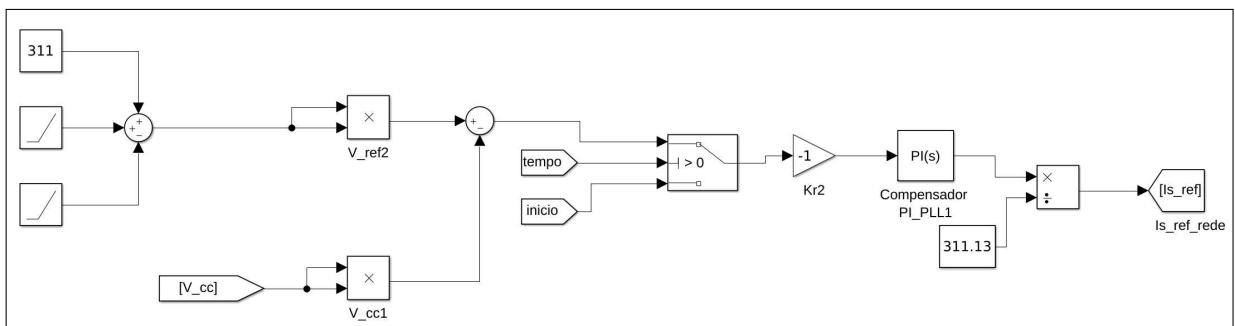 311
+
+
−
×
V_ref2
+
−
tempo
> 0
inicio
-1
Kr2
PI(s)
Compensador
PI_PLL1
×
÷
311.13
[Is_ref]
Is_ref_rede
[V_cc]
×
V_cc1